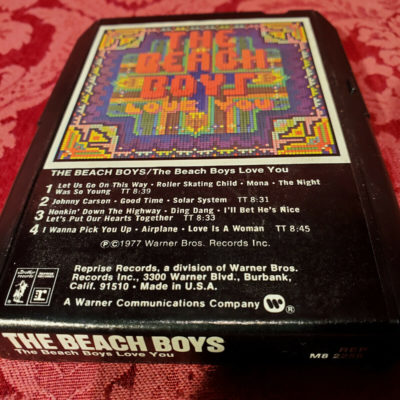 THE
BEACH
BOYS
LOVE YOU
THE BEACH BOYS/The Beach Boys Love You
1 Let Us Go On This Way • Roller Skating Child • Mona • The Night
Was So Young TT 8:39
2 Johnny Carson • Good Time • Solar System TT 8:31
3 Honkin' Down The Highway • Ding Dang • I'll Bet He's Nice
Let's Put Our Hearts Together TT 8:33
4 I Wanna Pick You Up • Airplane • Love Is A Woman TT 8:45
Ⓟ©1977 Warner Bros. Records Inc.
Reprise Records, a division of Warner Bros.
Records Inc., 3300 Warner Blvd., Burbank,
Calif. 91510 • Made in U.S.A.
A Warner Communications Company ®
THE BEACH BOYS
The Beach Boys Love You
REP
M8